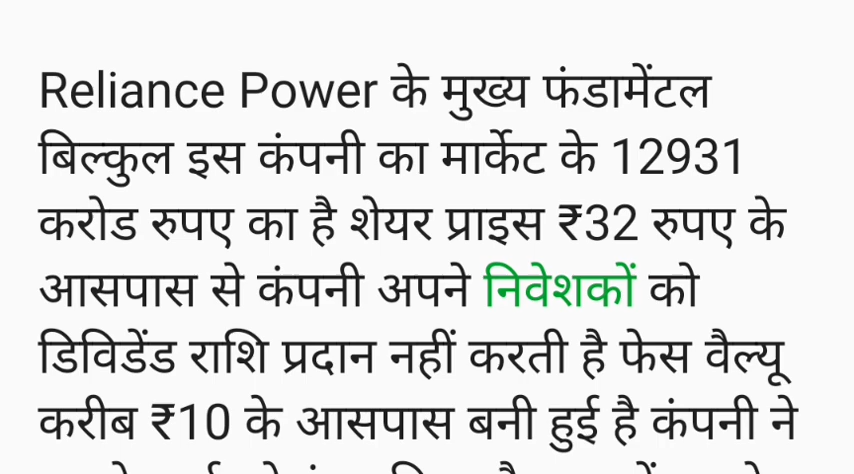 Reliance Power के मुख्य फंडामेंटल
बिल्कुल इस कंपनी का मार्केट के 12931
करोड रुपए का है शेयर प्राइस ₹32 रुपए के
आसपास से कंपनी अपने निवेशकों को
डिविडेंड राशि प्रदान नहीं करती है फेस वैल्यू
करीब ₹10 के आसपास बनी हुई है कंपनी ने